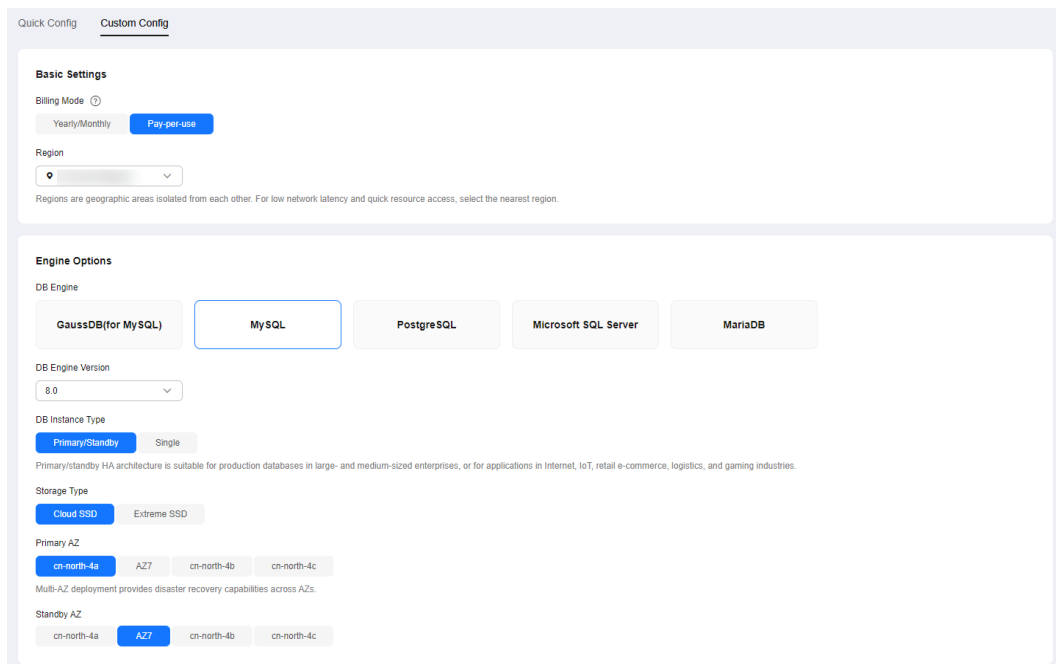 Quick Config Custom Config
Basic Settings
Billing Mode ?
Yearly/Monthly Pay-per-use
Region
Regions are geographic areas isolated from each other. For low network latency and quick resource access, select the nearest region.
Engine Options
DB Engine
GaussDB(for MySQL) MySQL PostgreSQL Microsoft SQL Server MariaDB
DB Engine Version
8.0
DB Instance Type
Primary/Standby Single
Primary/standby HA architecture is suitable for production databases in large- and medium-sized enterprises, or for applications in Internet, IoT, retail e-commerce, logistics, and gaming industries.
Storage Type
Cloud SSD Extreme SSD
Primary AZ
cn-north-4a AZ7 cn-north-4b cn-north-4c
Multi-AZ deployment provides disaster recovery capabilities across AZs.
Standby AZ
cn-north-4a AZ7 cn-north-4b cn-north-4c